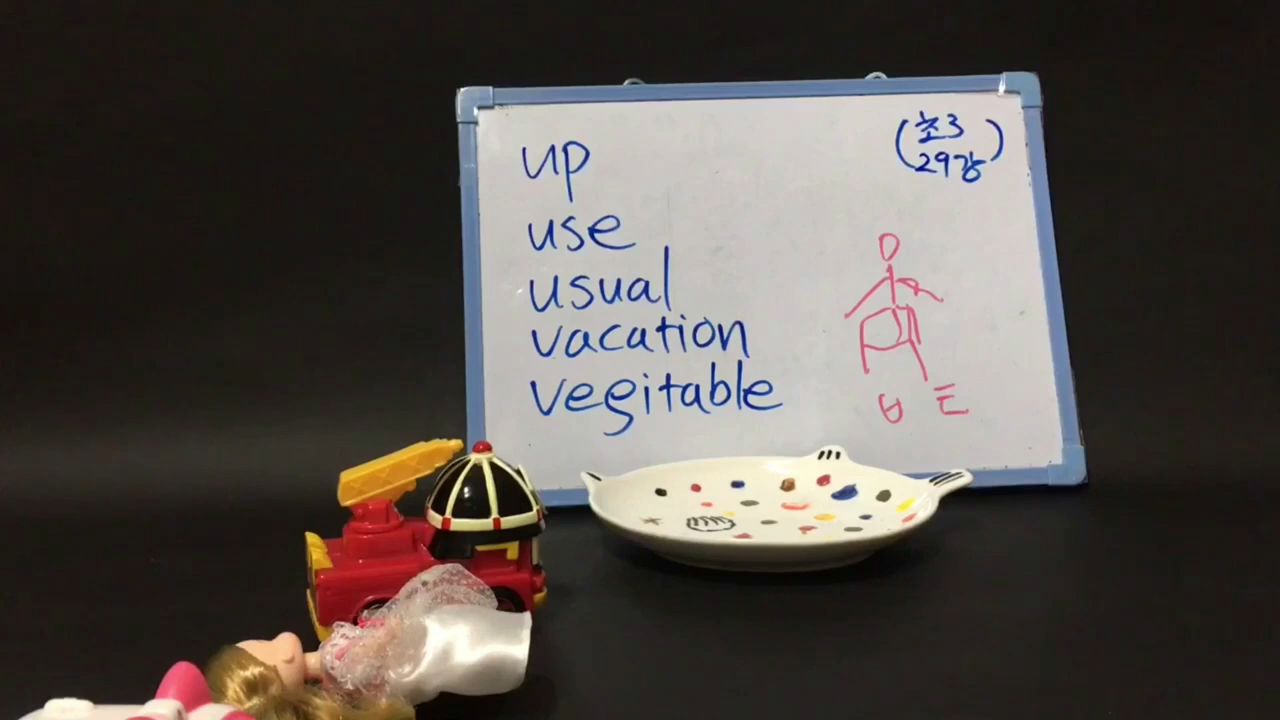 up
use
usual
vacation
vegitable
(초3
29강)
ㅂ ㅌ